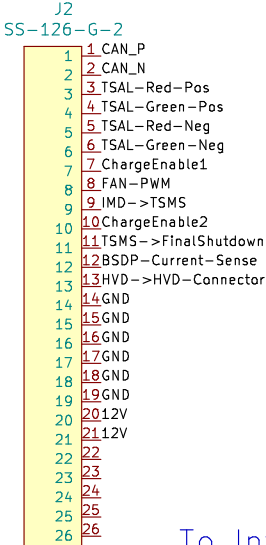 J2
SS-126-G-2
1 1 CAN_P
2 2 CAN_N
3 3 TSAL-Red-Pos
4 4 TSAL-Green-Pos
5 5 TSAL-Red-Neg
6 6 TSAL-Green-Neg
7 7 ChargeEnable1
8 8 FAN-PWM
9 9 IMD->TSMS
10 10 ChargeEnable2
11 11 TSMS->FinalShutdown
12 12 BSDP-Current-Sense
13 13 HVD->HVD-Connector
14 14 GND
15 15 GND
16 16 GND
17 17 GND
18 18 GND
19 19 GND
20 20 12V
21 21 12V
22 22
23 23
24 24
25 25
26 26
To